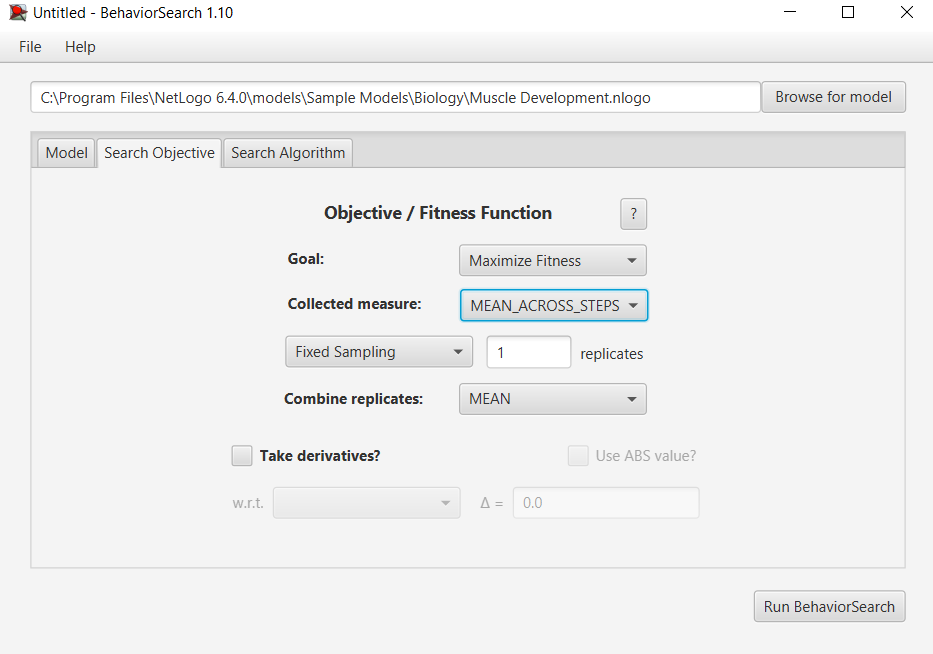 Untitled - BehaviorSearch 1.10
File Help
C:\Program Files\NetLogo 6.4.0\models\Sample Models\Biology\Muscle Development.nlogo Browse for model
Model Search Objective Search Algorithm
Objective / Fitness Function ?
Goal: Maximize Fitness
Collected measure: MEAN_ACROSS_STEPS
Fixed Sampling 1 replicates
Combine replicates: MEAN
Take derivatives? Use ABS value?
w.r.t. Δ = 0.0
Run BehaviorSearch